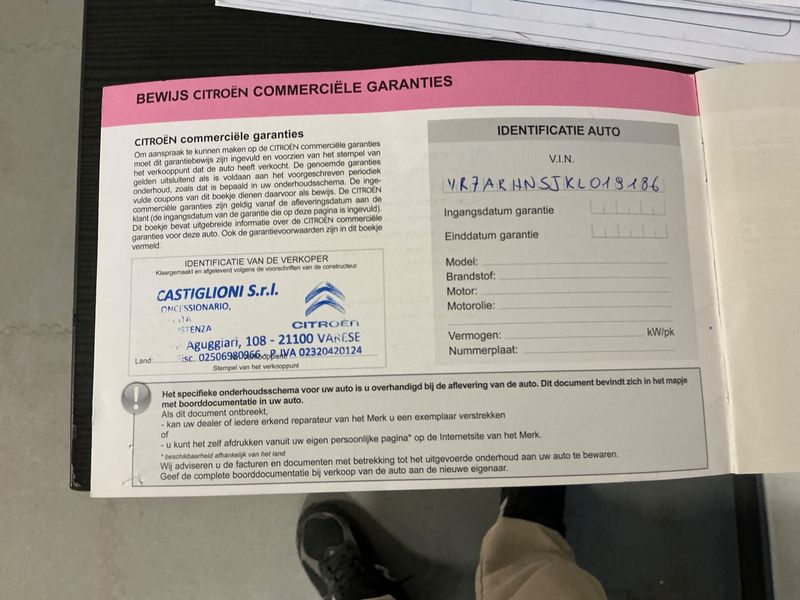 BEWIJS CITROËN COMMERCIËLE GARANTIES
CITROËN commerciële garanties
Om aanspraak te kunnen maken op de CITROËN commerciële garanties
moet dit garantiebewijs zijn ingevuld en voorzien van het stempel van
het verkooppunt dat de auto heeft verkocht. De genoemde garanties
gelden uitsluitend als is voldaan aan het voorgeschreven periodiek
onderhoud, zoals dat is bepaald in uw onderhoudsschema. De inge-
vulde coupons van dit boekje dienen daarvoor als bewijs. De CITROËN
commerciële garanties zijn geldig vanaf de afleveringsdatum aan de
klant (de ingangsdatum van de garantie die op deze pagina is ingevuld).
Dit boekje bevat uitgebreide informatie over de CITROËN commerciële
garanties voor deze auto. Ook de garantievoorwaarden zijn in dit boekje
vermeld.
IDENTIFICATIE VAN DE VERKOPER
Klaargemaakt en afgeleverd volgens de voorschriften van de constructeur.
CASTIGLIONI S.r.l.
ONCESSIONARIO,
ISTENZA
CITROËN
Aguggiari, 108 - 21100 VARESE
Land: isc. 02506980966 - P. IVA 02320420124
Stempel van het verkooppunt
IDENTIFICATIE AUTO
V.I.N.
VR7ARHNSJKL019186
Ingangsdatum garantie
Einddatum garantie
Model:
Brandstof:
Motor:
Motorolie:
Vermogen: kW/pk
Nummerplaat:
Het specifieke onderhoudsschema voor uw auto is u overhandigd bij de aflevering van de auto. Dit document bevindt zich in het mapje
met boorddocumentatie in uw auto.
Als dit document ontbreekt,
- kan uw dealer of iedere erkend reparateur van het Merk u een exemplaar verstrekken
of
- u kunt het zelf afdrukken vanuit uw eigen persoonlijke pagina* op de Internetsite van het Merk.
* beschikbaarheid afhankelijk van het land
Wij adviseren u de facturen en documenten met betrekking tot het uitgevoerde onderhoud aan uw auto te bewaren.
Geef de complete boorddocumentatie bij verkoop van de auto aan de nieuwe eigenaar.